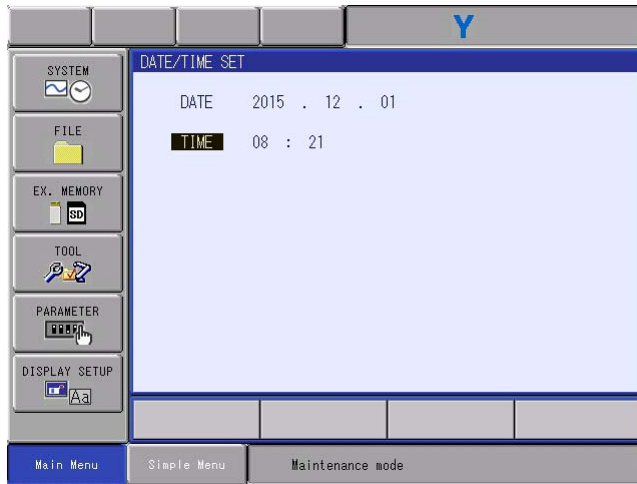 Y
SYSTEM
FILE
EX. MEMORY
SD
TOOL
PARAMETER
DISPLAY SETUP
Aa
DATE/TIME SET
DATE 2015 . 12 . 01
TIME 08 : 21
Main Menu
Simple Menu
Maintenance mode